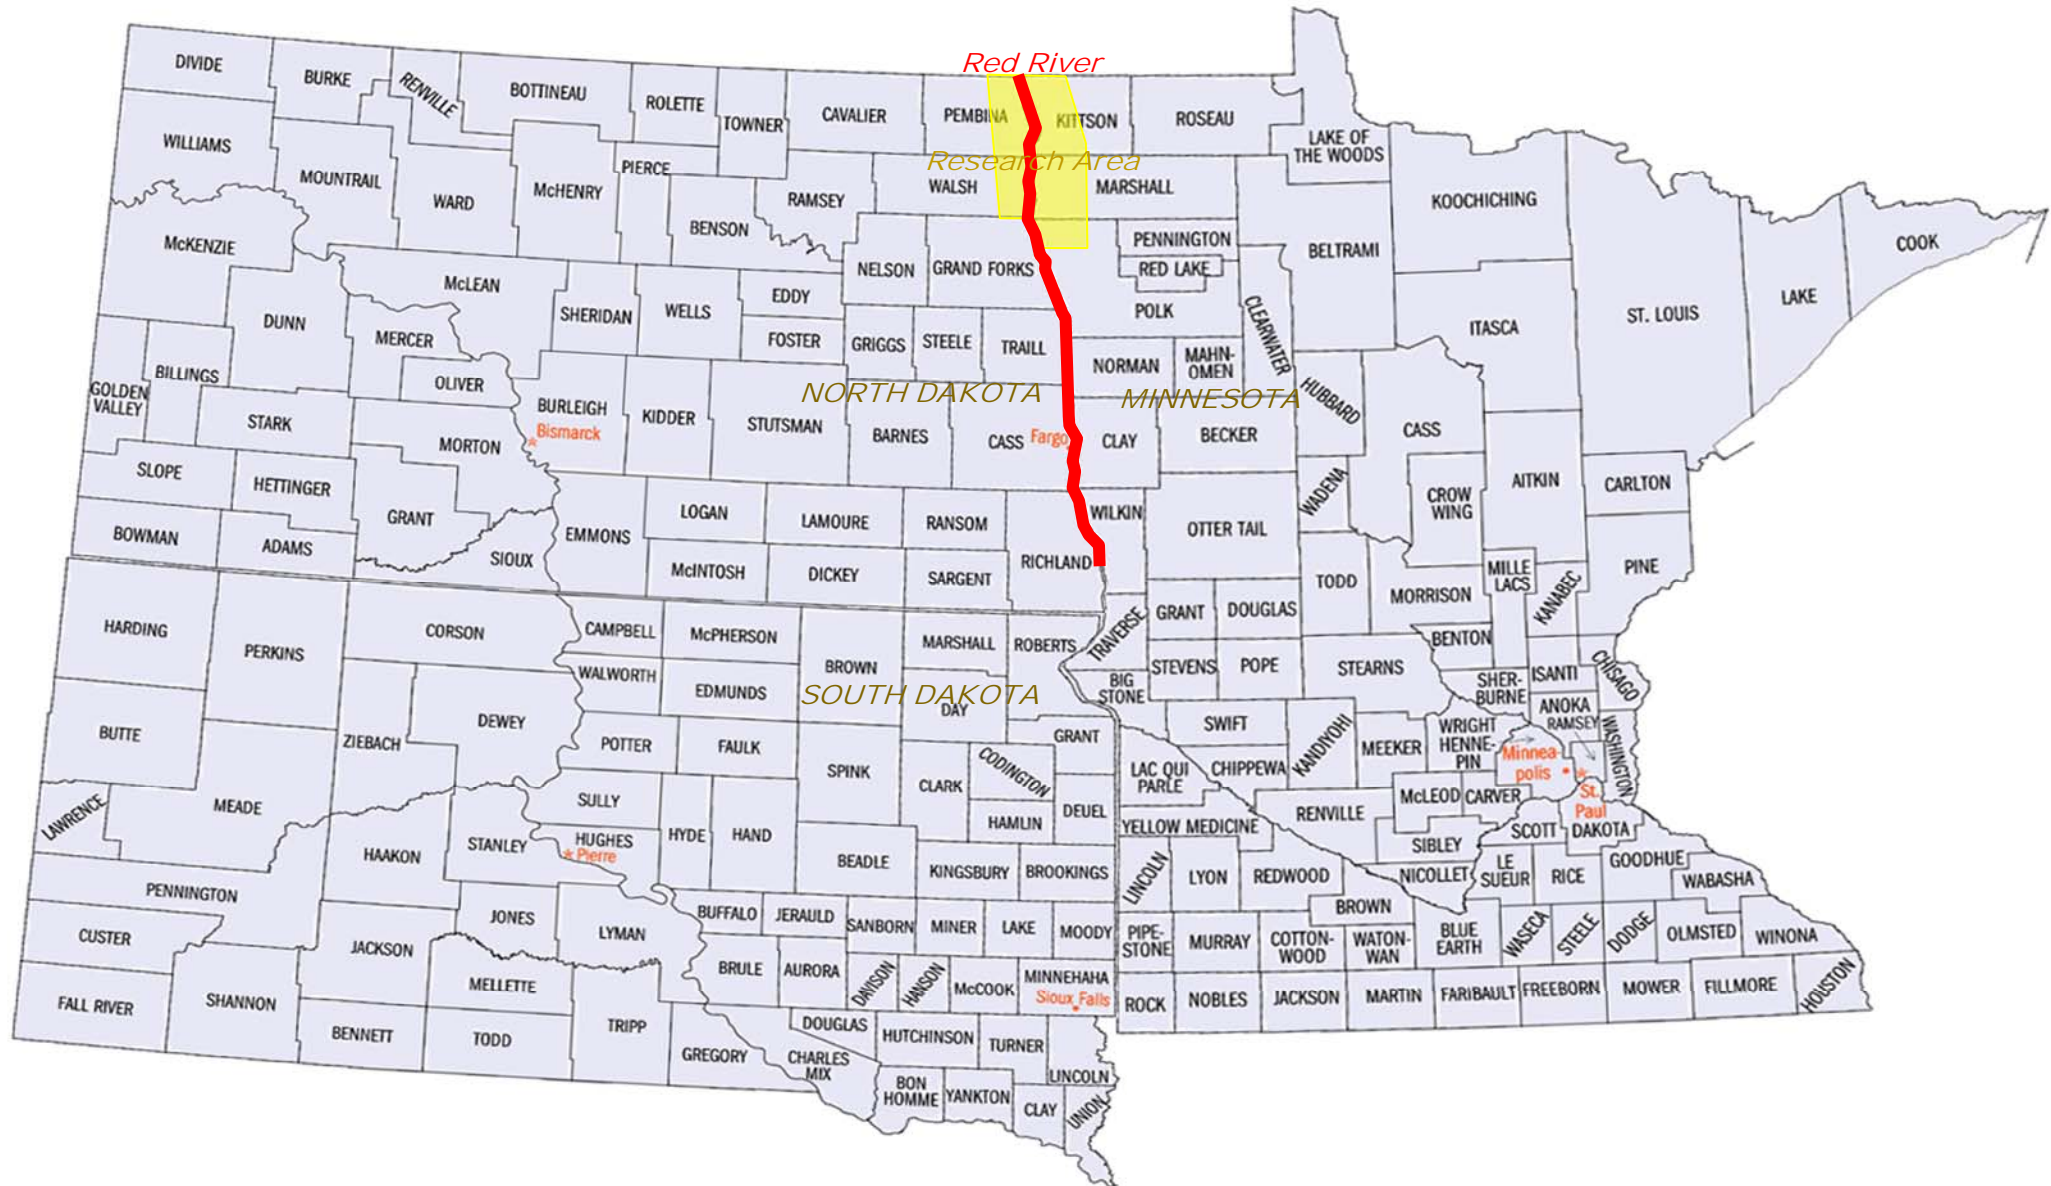 Red River
Research Area
NORTH DAKOTA
DIVIDE
BURKE
RENVILLE
BOTTINEAU
ROLETTE
TOWNER
CAVALIER
PEMBINA
WILLIAMS
MOUNTRAIL
WARD
McHENRY
PIERCE
BENSON
RAMSEY
WALSH
McKENZIE
McLEAN
SHERIDAN
WELLS
EDDY
FOSTER
NELSON
GRAND FORKS
DUNN
MERCER
OLIVER
GRIGGS
STEELE
TRAILL
GOLDEN
VALLEY
BILLINGS
STARK
MORTON
BURLEIGH
Bismarck
KIDDER
STUTSMAN
BARNES
CASS
Fargo
SLOPE
HETTINGER
GRANT
BOWMAN
ADAMS
SIOUX
EMMONS
LOGAN
LAMOURE
RANSOM
McINTOSH
DICKEY
SARGENT
RICHLAND
MINNESOTA
KITTSON
ROSEAU
LAKE OF
THE WOODS
MARSHALL
KOOCHICHING
BELTRAMI
PENNINGTON
RED LAKE
POLK
CLEARWATER
ITASCA
ST. LOUIS
LAKE
COOK
NORMAN
MAHN-
OMEN
HUBBARD
CASS
CLAY
BECKER
WADENA
CROW
WING
AITKIN
CARLTON
WILKIN
OTTER TAIL
TODD
MORRISON
MILLE
LACS
KANABEC
PINE
TRAVERSE
GRANT
DOUGLAS
BENTON
STEVENS
POPE
STEARNS
SHER-
BURNE
ISANTI
CHISAGO
BIG
STONE
SWIFT
KANDIYOHI
MEEKER
WRIGHT
HENNE-
PIN
ANOKA
RAMSEY
WASHINGTON
Minnea-
polis
St.
Paul
LAC QUI
PARLE
CHIPPEWA
RENVILLE
McLEOD
CARVER
YELLOW MEDICINE
SIBLEY
SCOTT
DAKOTA
LINCOLN
LYON
REDWOOD
NICOLLET
LE
SUEUR
RICE
GOODHUE
WABASHA
BROWN
PIPE-
STONE
MURRAY
COTTON-
WOOD
WATON-
WAN
BLUE
EARTH
WASECA
STEELE
DODGE
OLMSTED
WINONA
ROCK
NOBLES
JACKSON
MARTIN
FARIBAULT
FREEBORN
MOWER
FILLMORE
HOUSTON
SOUTH DAKOTA
HARDING
PERKINS
CORSON
CAMPBELL
McPHERSON
BROWN
MARSHALL
ROBERTS
WALWORTH
EDMUNDS
DAY
BUTTE
ZIEBACH
DEWEY
POTTER
FAULK
SPINK
CLARK
CODINGTON
GRANT
DEUEL
HAMLIN
LAWRENCE
MEADE
SULLY
HUGHES
Pierre
HYDE
HAND
STANLEY
HAAKON
BEADLE
KINGSBURY
BROOKINGS
PENNINGTON
CUSTER
JACKSON
JONES
LYMAN
BUFFALO
JERAULD
SANBORN
MINER
LAKE
MOODY
BRULE
AURORA
DAVISON
HANSON
McCOOK
MINNEHAHA
Sioux Falls
FALL RIVER
SHANNON
MELLETTE
BENNETT
TODD
TRIPP
GREGORY
DOUGLAS
CHARLES
MIX
HUTCHINSON
TURNER
LINCOLN
BON
HOMME
YANKTON
CLAY
UNION